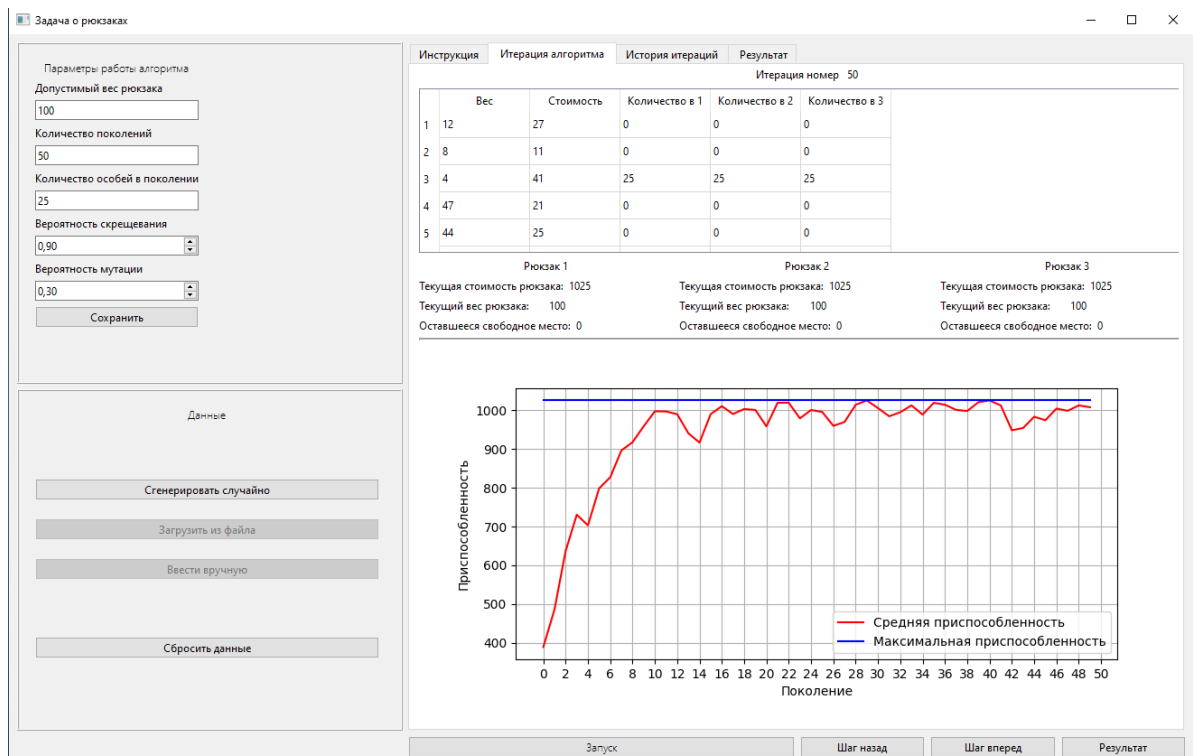 Задача о рюкзаках
Параметры работы алгоритма
Допустимый вес рюкзака
100
Количество поколений
50
Количество особей в поколении
25
Вероятность скрещевания
0,90
Вероятность мутации
0,30
Сохранить
Данные
Сгенерировать случайно
Загрузить из файла
Ввести вручную
Сбросить данные
Инструкция Итерация алгоритма История итераций Результат
Итерация номер 50
Вес Стоимость Количество в 1 Количество в 2 Количество в 3
1 12 27 0 0 0
2 8 11 0 0 0
3 4 41 25 25 25
4 47 21 0 0 0
5 44 25 0 0 0
Рюкзак 1 Рюкзак 2 Рюкзак 3
Текущая стоимость рюкзака: 1025 Текущая стоимость рюкзака: 1025 Текущая стоимость рюкзака: 1025
Текущий вес рюкзака: 100 Текущий вес рюкзака: 100 Текущий вес рюкзака: 100
Оставшееся свободное место: 0 Оставшееся свободное место: 0 Оставшееся свободное место: 0
1000
900
800
700
600
500
400
Приспособленность
Средняя приспособленность
Максимальная приспособленность
0 2 4 6 8 10 12 14 16 18 20 22 24 26 28 30 32 34 36 38 40 42 44 46 48 50
Поколение
Запуск Шаг назад Шаг вперед Результат